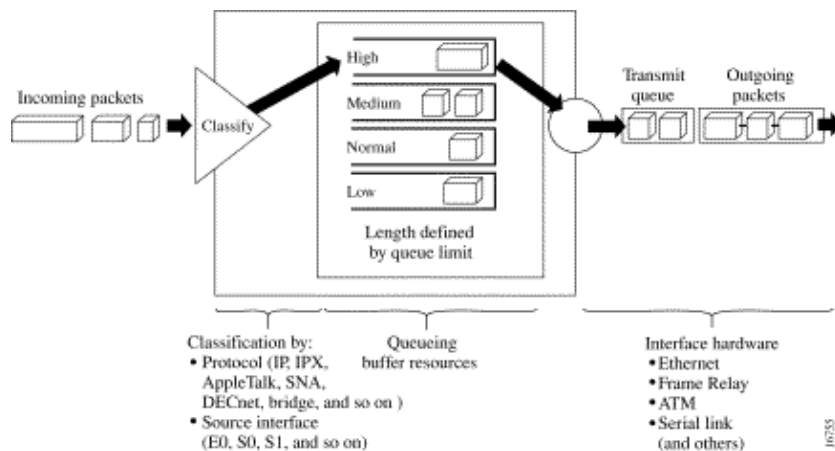 High
Medium
Normal
Low
Length defined
by queue limit
Incoming packets
Classify
Transmit
queue
Outgoing
packets
Classification by:
• Protocol (IP, IPX,
AppleTalk, SNA,
DECnet, bridge, and so on )
• Source interface
(E0, S0, S1, and so on)
Queueing
buffer resources
Interface hardware
• Ethernet
• Frame Relay
• ATM
• Serial link
(and others)
16755